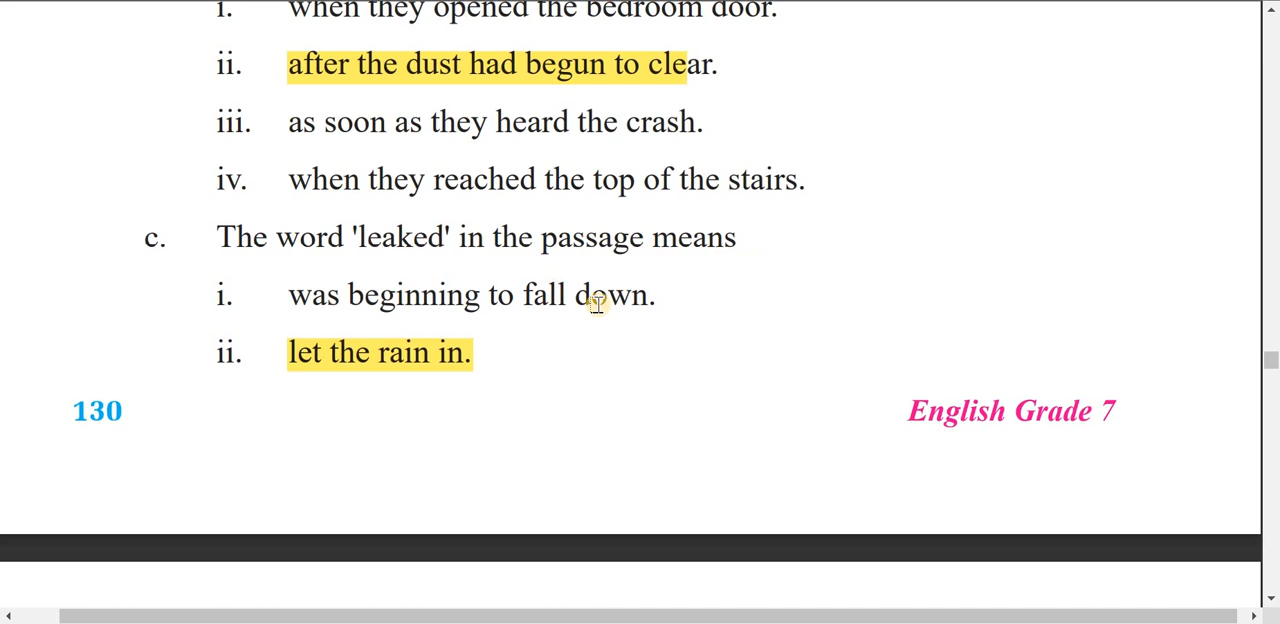 i. when they opened the bedroom door.
ii. after the dust had begun to clear.
iii. as soon as they heard the crash.
iv. when they reached the top of the stairs.
c. The word 'leaked' in the passage means
i. was beginning to fall down.
ii. let the rain in.
130 English Grade 7